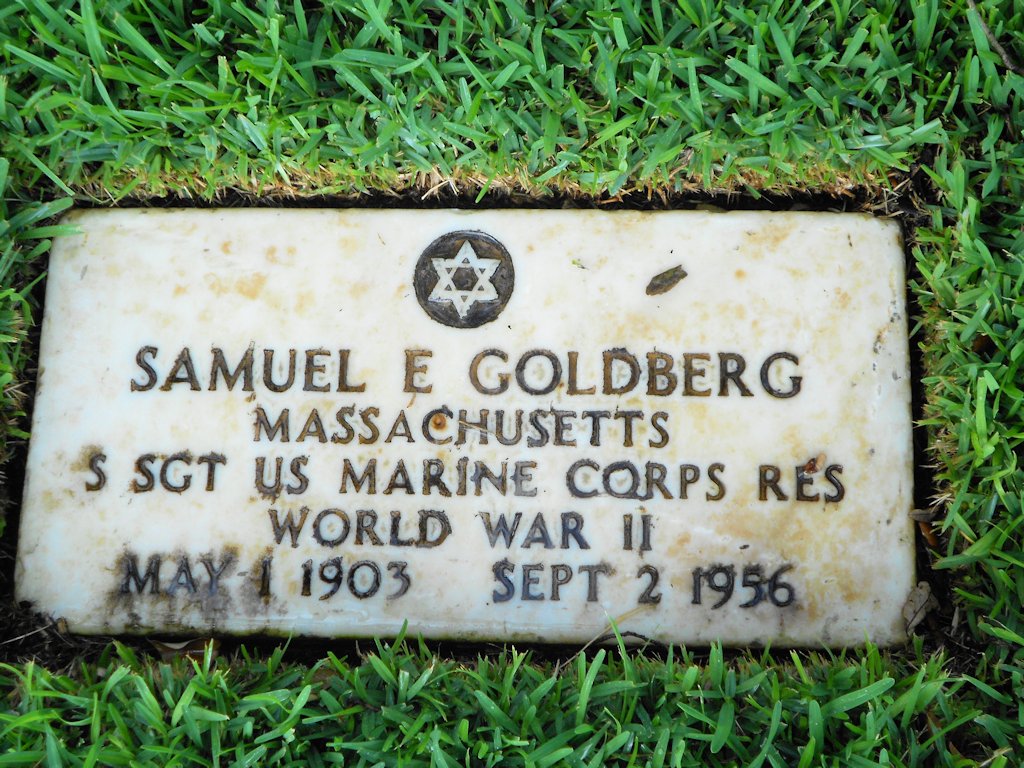 SAMUEL E GOLDBERG
MASSACHUSETTS
S SGT US MARINE CORPS RES
WORLD WAR II
MAY 1 1903 SEPT 2 1956